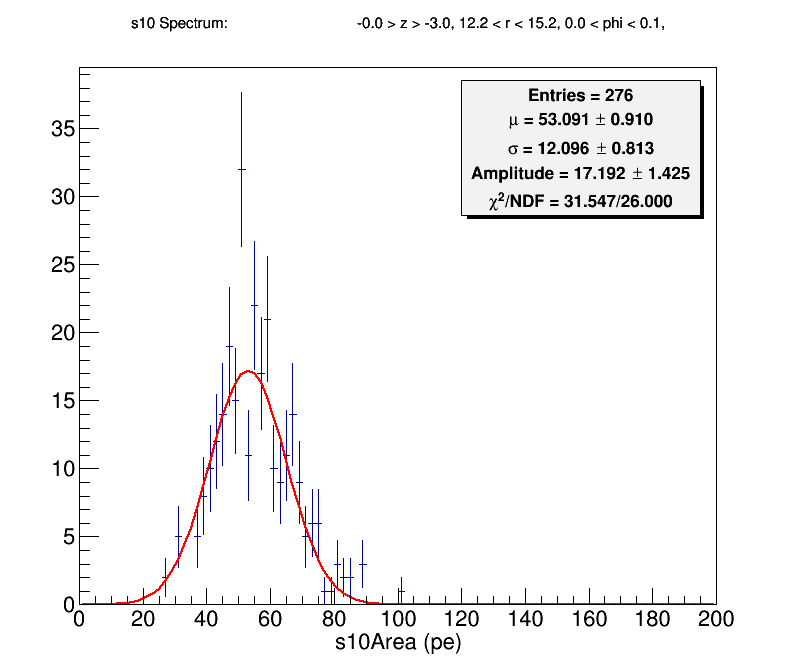 s10 Spectrum: -0.0 > z > -3.0, 12.2 < r < 15.2, 0.0 < phi < 0.1,
Entries = 276
μ = 53.091 ± 0.910
σ = 12.096 ± 0.813
Amplitude = 17.192 ± 1.425
χ²/NDF = 31.547/26.000
35
30
25
20
15
10
5
0
0 20 40 60 80 100 120 140 160 180 200
s10Area (pe)